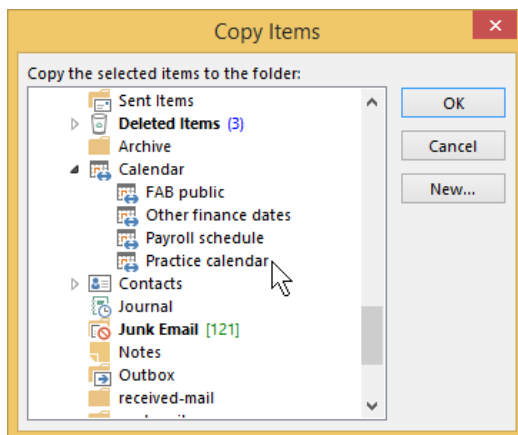 Copy Items
Copy the selected items to the folder:
Sent Items
Deleted Items (3)
Archive
Calendar
FAB public
Other finance dates
Payroll schedule
Practice calendar
Contacts
Journal
Junk Email [121]
Notes
Outbox
received-mail
OK
Cancel
New...